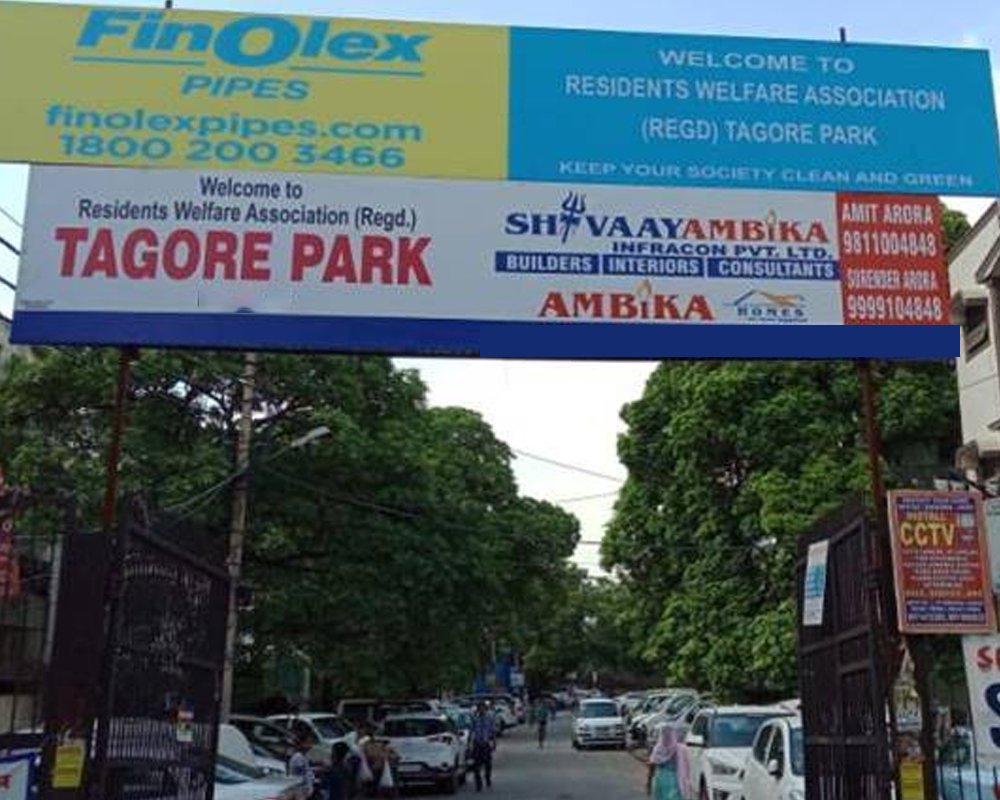 FinOlex
PIPES
finolexpipes.com
1800 200 3466
WELCOME TO
RESIDENTS WELFARE ASSOCIATION
(REGD) TAGORE PARK
KEEP YOUR SOCIETY CLEAN AND GREEN
Welcome to
Residents Welfare Association (Regd.)
TAGORE PARK
SHIVAAYAMBIKA
INFRACON PVT. LTD.
BUILDERS INTERIORS CONSULTANTS
AMBIKA
HOMES
AMIT ARORA
9811004848
SURENDER ARORA
9999104848
CCTV